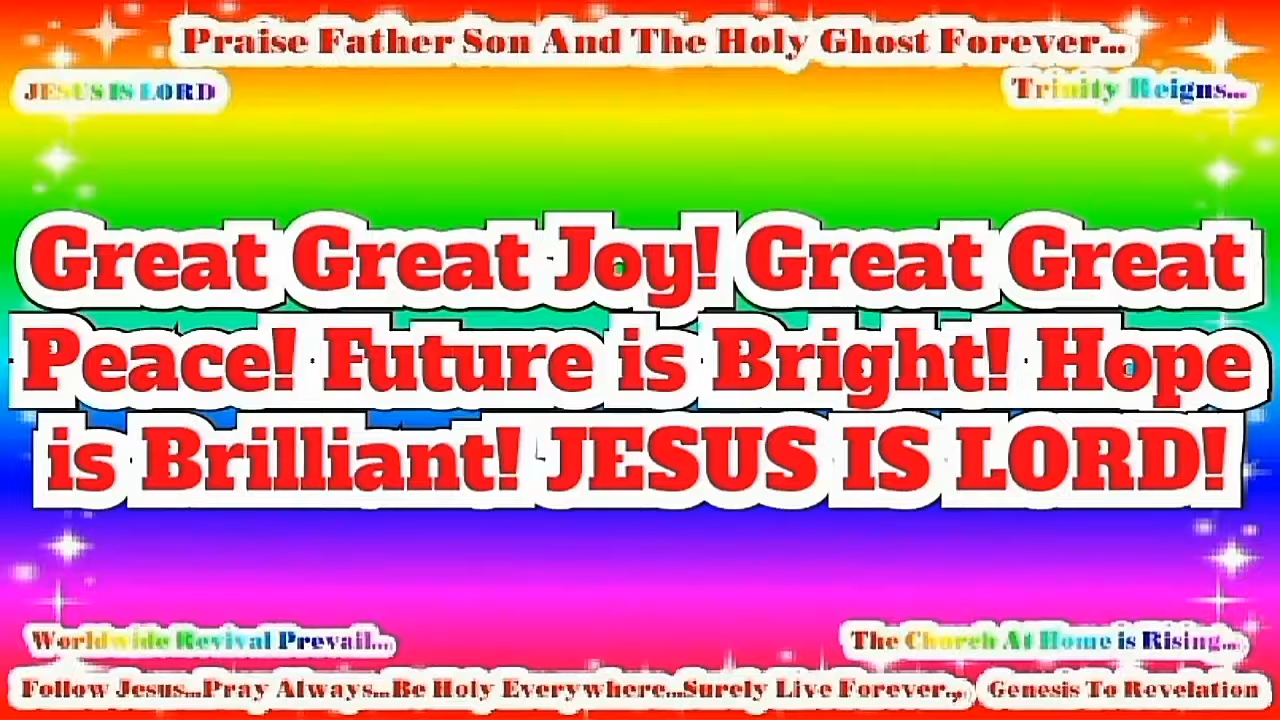 Praise Father Son And The Holy Ghost Forever...
JESUS IS LORD
Trinity Reigns...
Great Great Joy! Great Great
Peace! Future is Bright! Hope
is Brilliant! JESUS IS LORD!
Worldwide Revival Prevail...
The Church At Home is Rising...
Follow Jesus...Pray Always...Be Holy Everywhere...Surely Live Forever..,
Genesis To Revelation